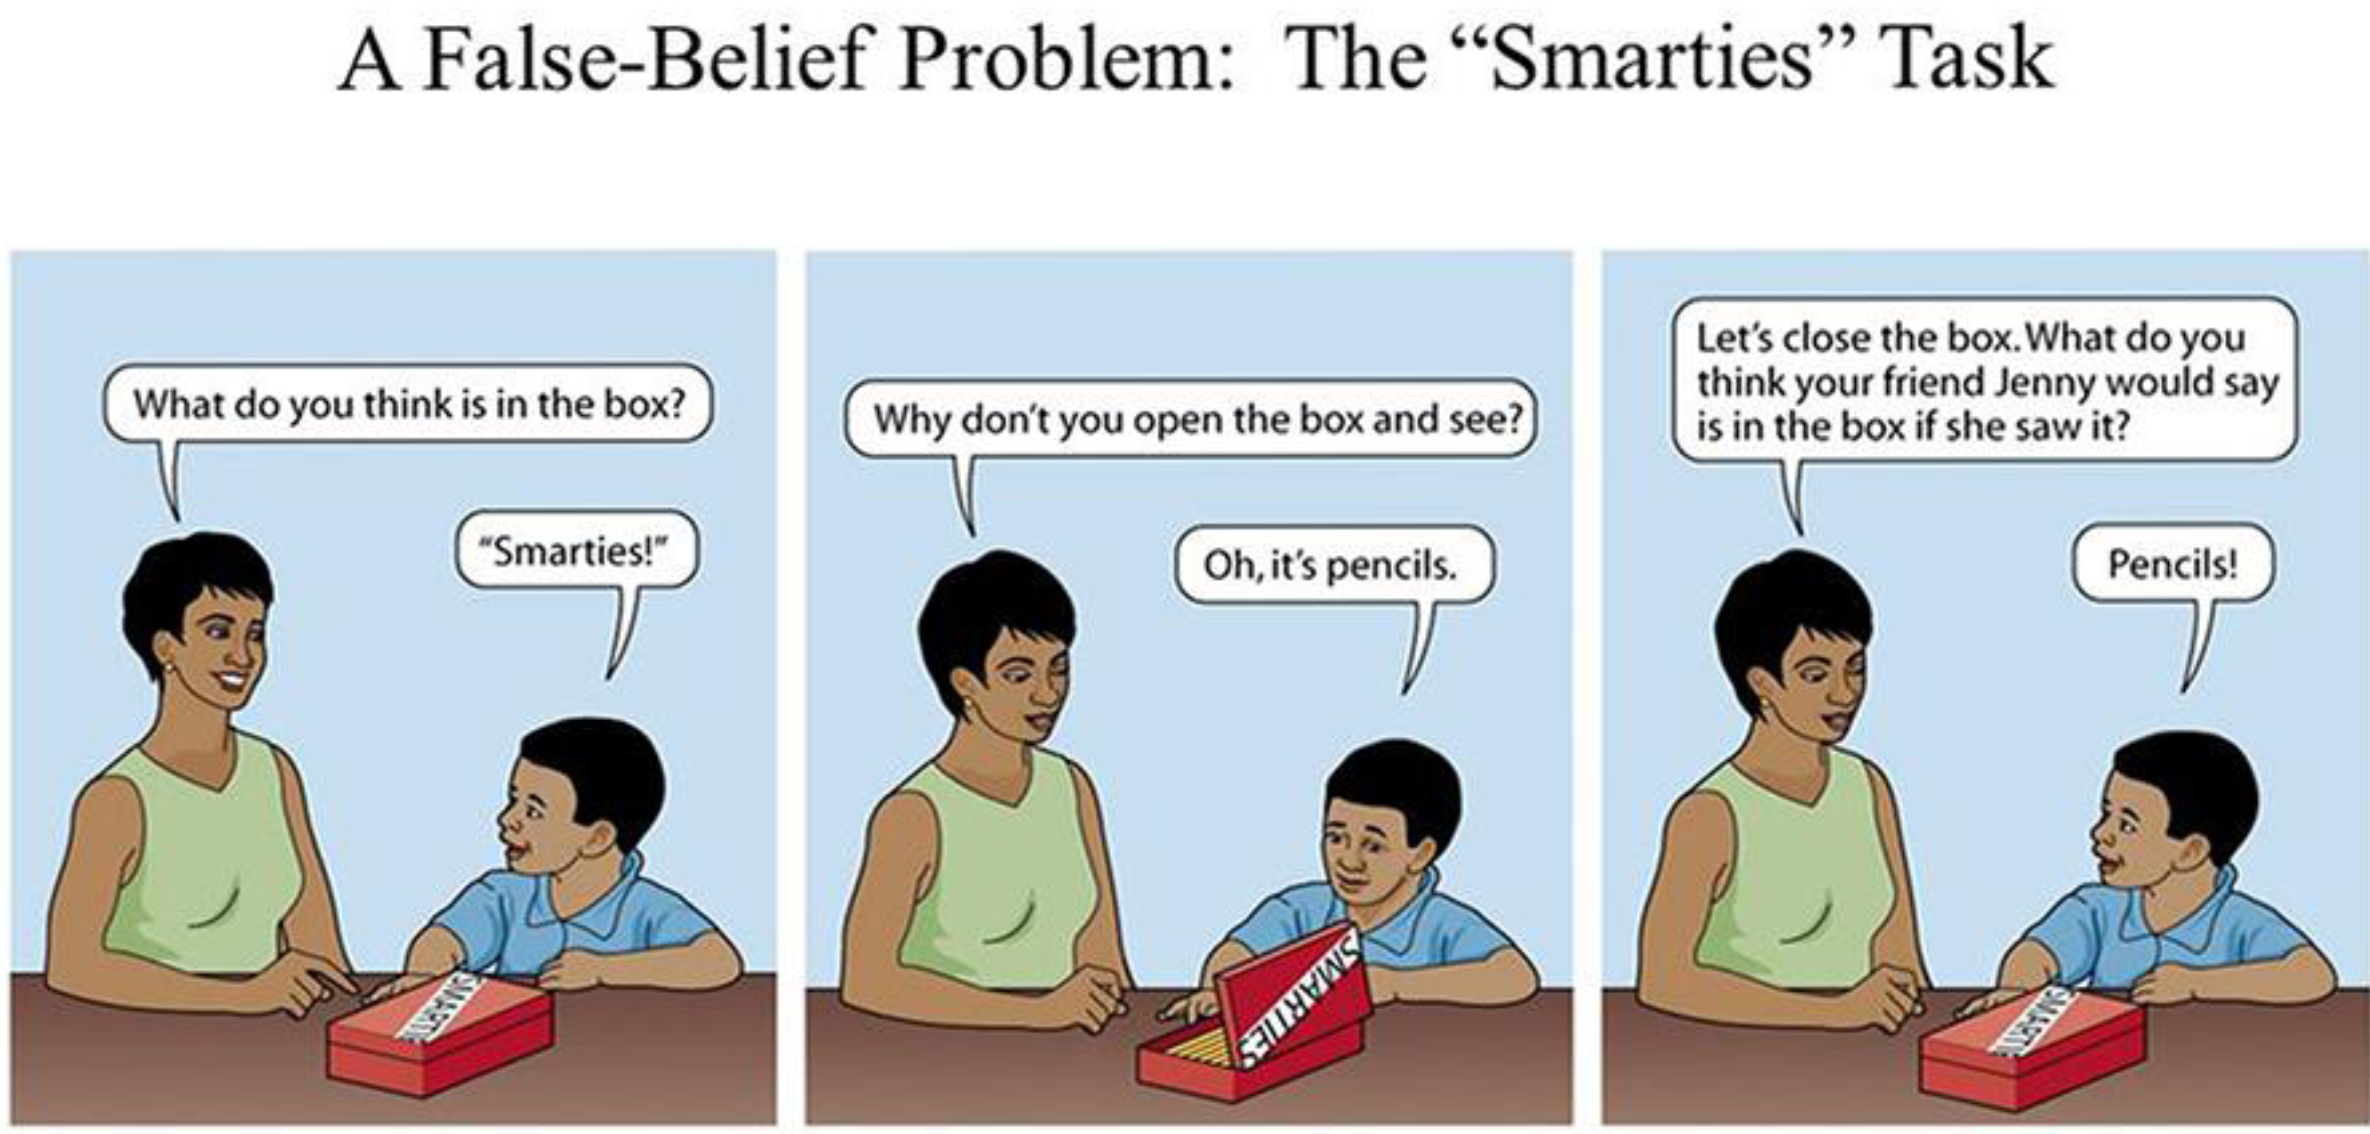 A False-Belief Problem: The “Smarties” Task
What do you think is in the box?
“Smarties!”
SMARTI
Why don't you open the box and see?
Oh, it's pencils.
SMARTIES
Let's close the box. What do you
think your friend Jenny would say
is in the box if she saw it?
Pencils!
SMARTI